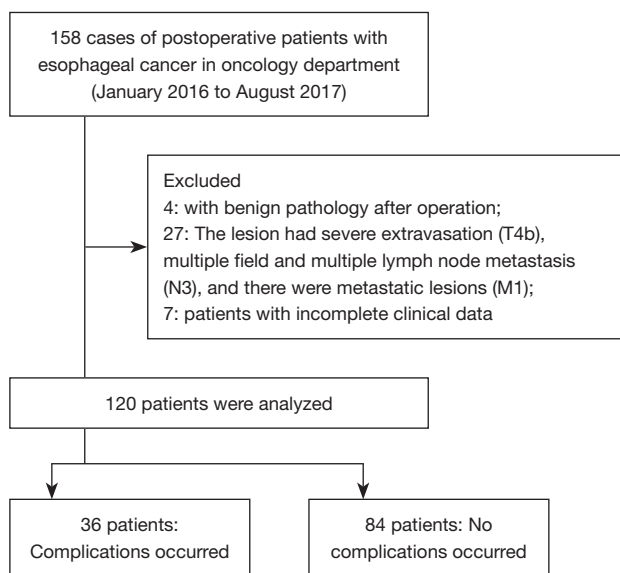 158 cases of postoperative patients with
esophageal cancer in oncology department
(January 2016 to August 2017)
Excluded
4: with benign pathology after operation;
27: The lesion had severe extravasation (T4b),
multiple field and multiple lymph node metastasis
(N3), and there were metastatic lesions (M1);
7: patients with incomplete clinical data
120 patients were analyzed
36 patients:
Complications occurred
84 patients: No
complications occurred